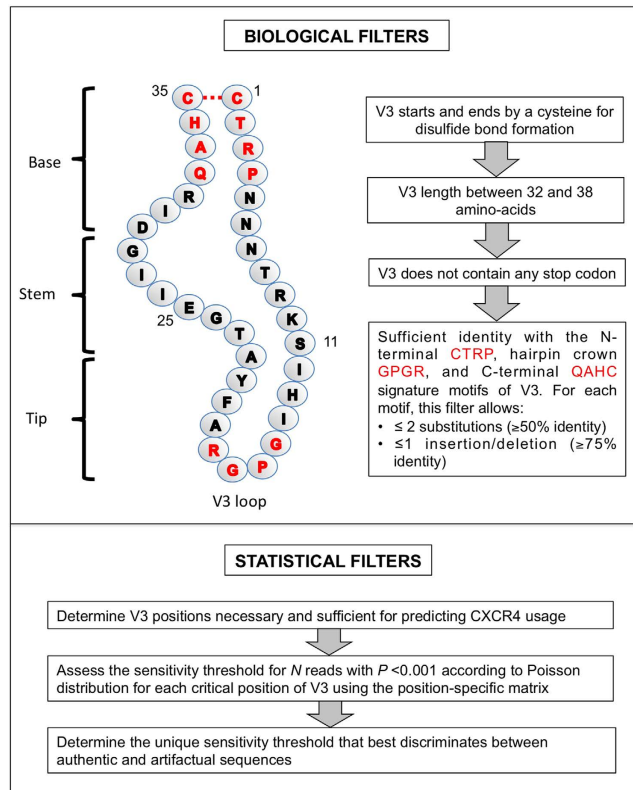 BIOLOGICAL FILTERS
35 C C 1
H T
A R
Base
Q P
R N
I N
D N
G T
I
Stem
I R
E
G K
25
T S 11
A I
Y H
F I
Tip
A G
R P
G
V3 loop
V3 starts and ends by a cysteine for
disulfide bond formation
V3 length between 32 and 38
amino-acids
V3 does not contain any stop codon
Sufficient identity with the N-
terminal CTRP, hairpin crown
GPGR, and C-terminal QAHC
signature motifs of V3. For each
motif, this filter allows:
• ≤ 2 substitutions (≥50% identity)
• ≤1 insertion/deletion (≥75%
identity)
STATISTICAL FILTERS
Determine V3 positions necessary and sufficient for predicting CXCR4 usage
Assess the sensitivity threshold for N reads with P <0.001 according to Poisson
distribution for each critical position of V3 using the position-specific matrix
Determine the unique sensitivity threshold that best discriminates between
authentic and artifactual sequences